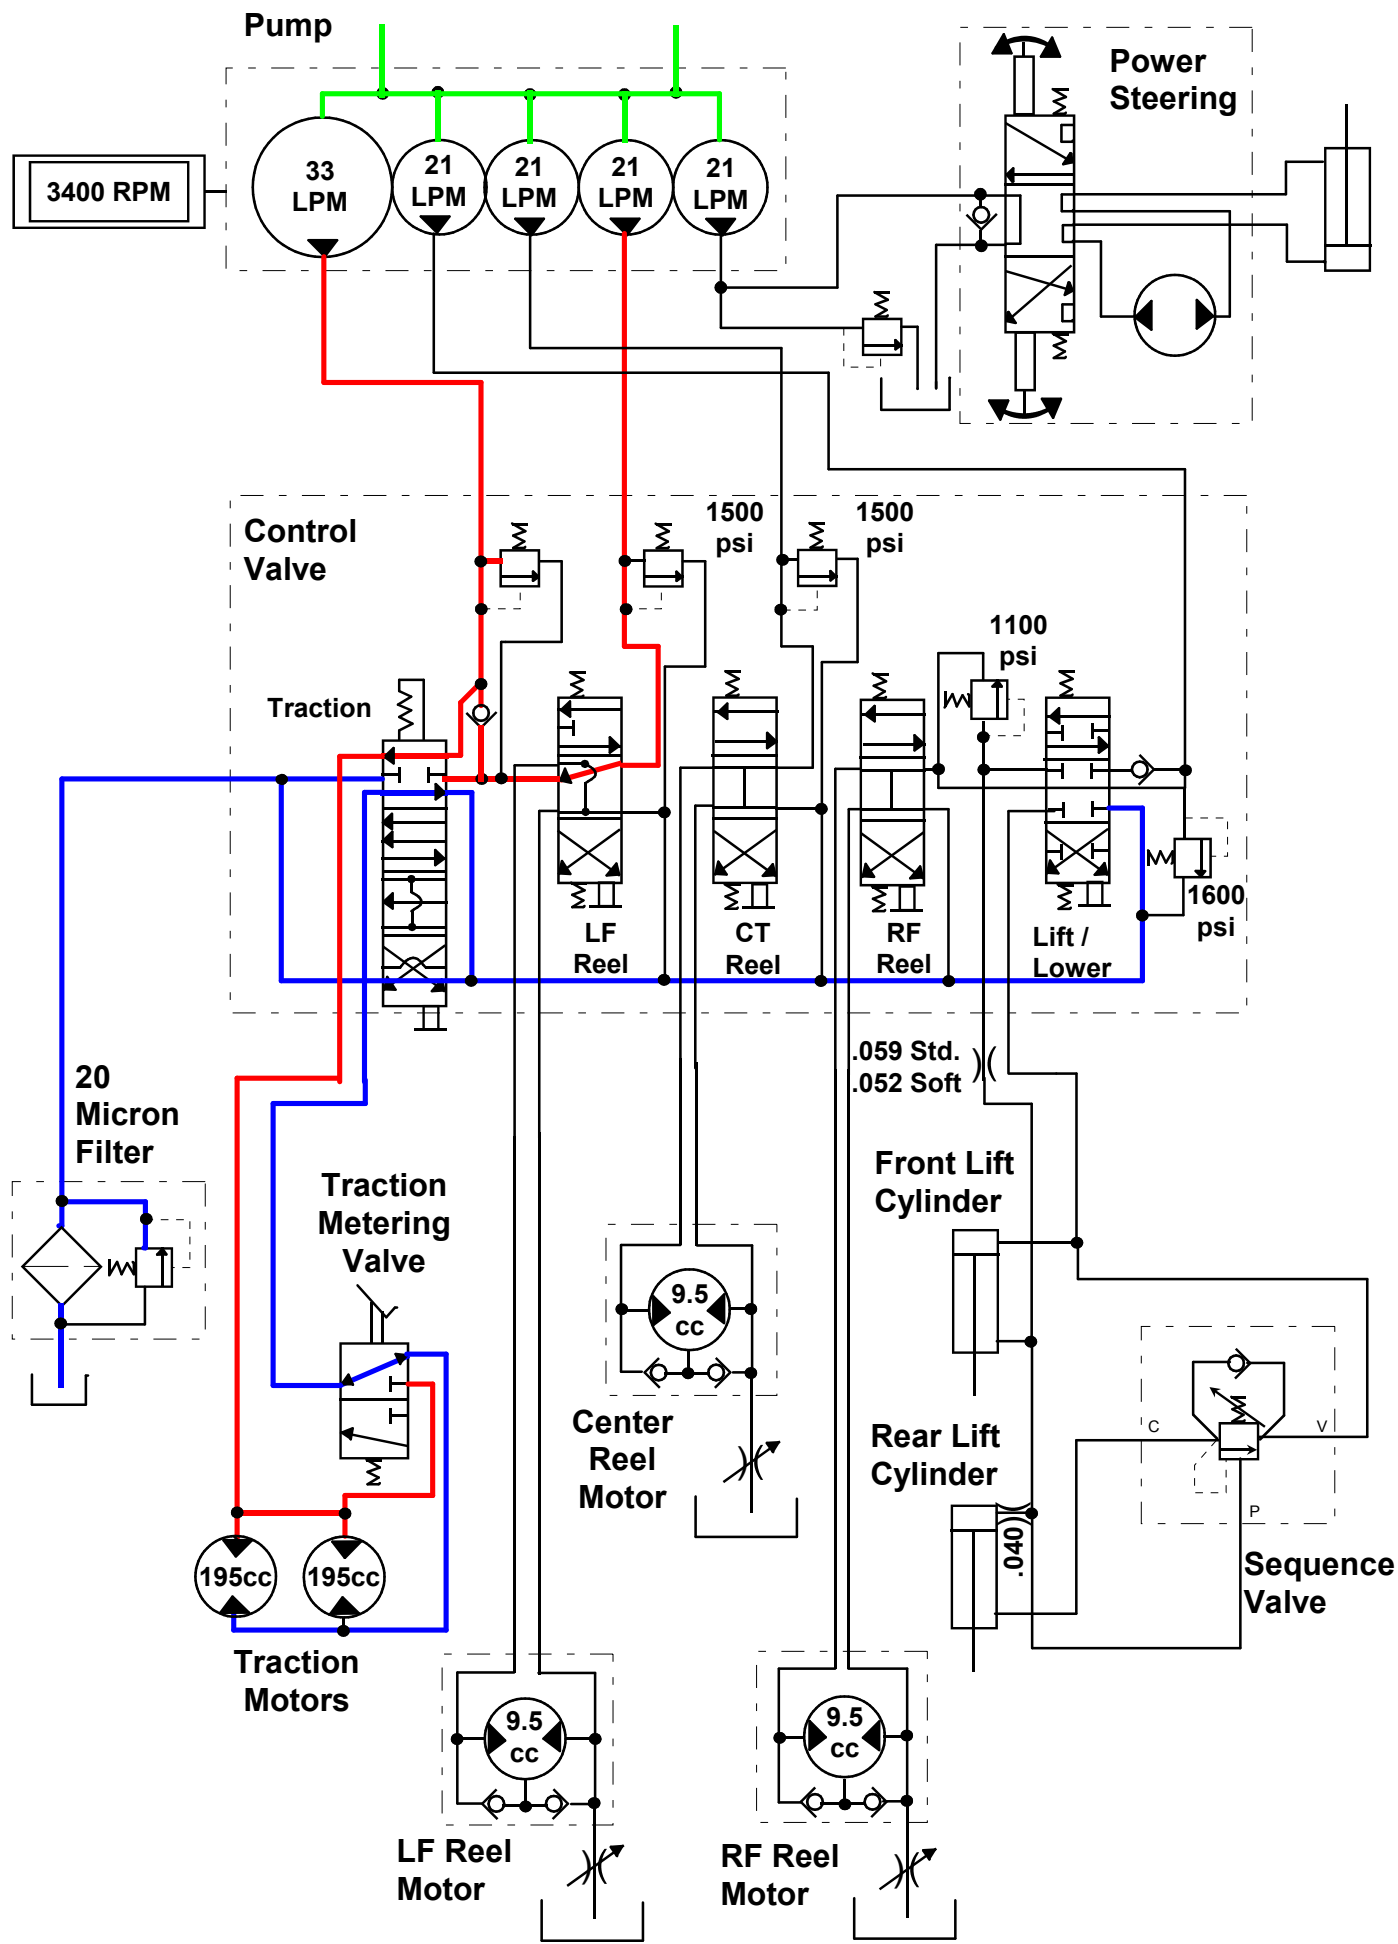 Pump
Power
Steering
33
LPM
21
LPM
21
LPM
21
LPM
21
LPM
3400 RPM
Control
Valve
1500
psi
1500
psi
1100
psi
Traction
1600
psi
LF
Reel
CT
Reel
RF
Reel
Lift /
Lower
.059 Std.
.052 Soft
20
Micron
Filter
Traction
Metering
Valve
Front Lift
Cylinder
9.5
cc
Center
Reel
Motor
Rear Lift
Cylinder
C
V
P
.040
Sequence
Valve
195cc
195cc
Traction
Motors
9.5
cc
9.5
cc
LF Reel
Motor
RF Reel
Motor